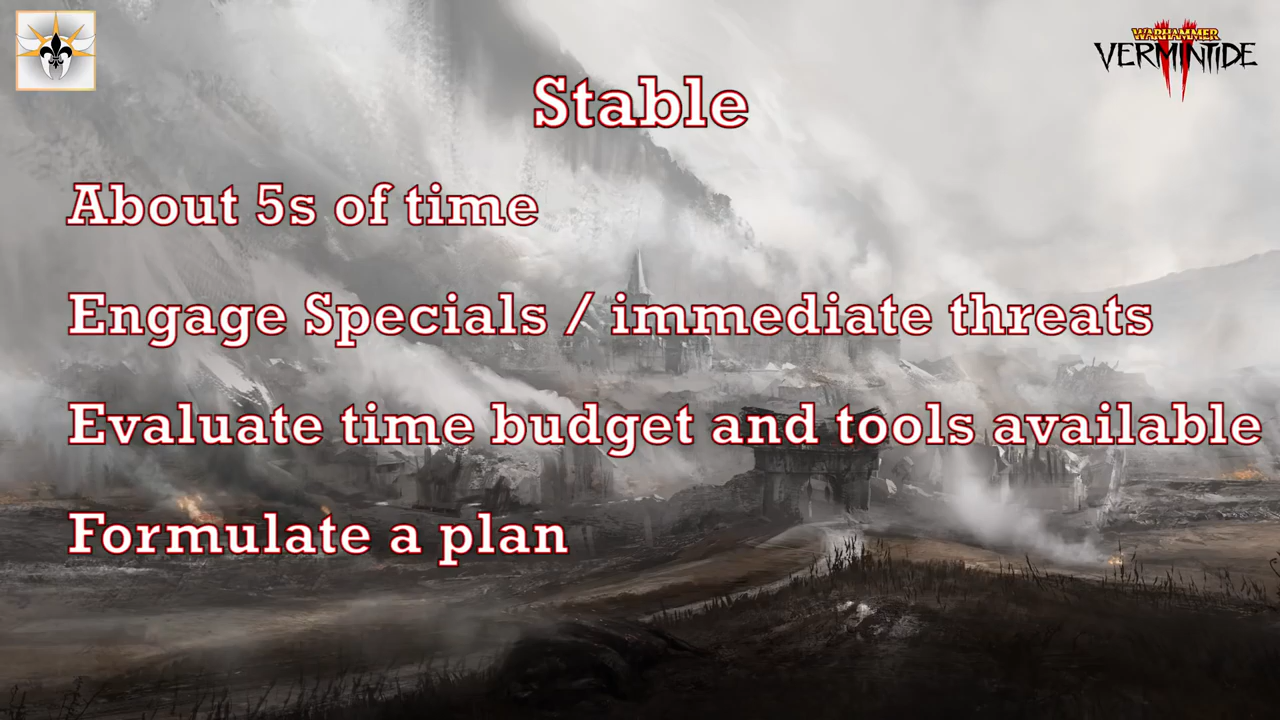 WARHAMMER
VERMINTIDE
II
Stable
About 5s of time
Engage Specials / immediate threats
Evaluate time budget and tools available
Formulate a plan